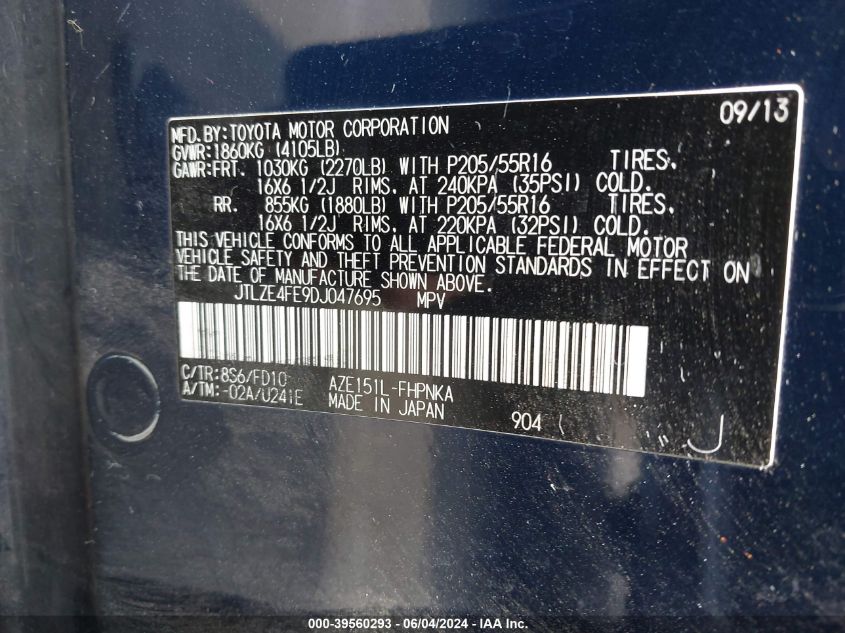 09/13
MFD.BY:TOYOTA MOTOR CORPORATION
GVWR:1860KG (4105LB)
GAWR:FRT. 1030KG (2270LB) WITH P205/55R16 TIRES,
16X6 1/2J RIMS, AT 240KPA (35PSI) COLD.
RR. 855KG (1880LB) WITH P205/55R16 TIRES,
16X6 1/2J RIMS, AT 220KPA (32PSI) COLD.
THIS VEHICLE CONFORMS TO ALL APPLICABLE FEDERAL MOTOR
VEHICLE SAFETY AND THEFT PREVENTION STANDARDS IN EFFECT ON
THE DATE OF MANUFACTURE SHOWN ABOVE.
JTLZE4FE9DJ047695 MPV
C/TR:8S6/FD10 AZE151L-FHPNKA
A/TM:-02A/U241E MADE IN JAPAN 904 J
000-39560293 - 06/04/2024 - IAA Inc.